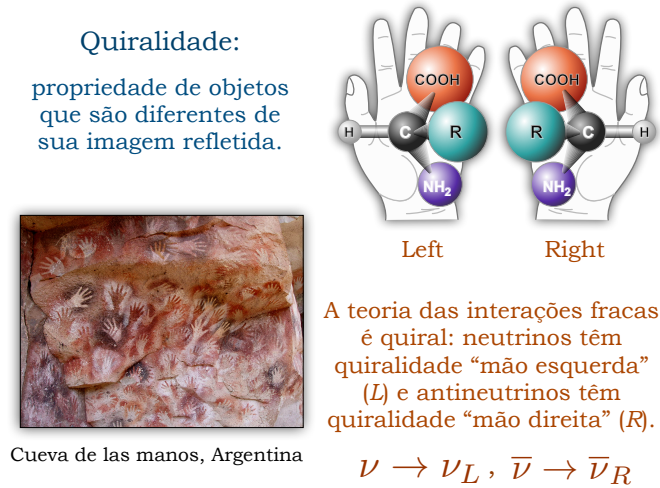 Quiralidade:
propriedade de objetos
que são diferentes de
sua imagem refletida.
COOH
H
C
R
NH₂
COOH
R
C
H
NH₂
Left
Right
Cueva de las manos, Argentina
A teoria das interações fracas
é quiral: neutrinos têm
quiralidade “mão esquerda”
(L) e antineutrinos têm
quiralidade “mão direita” (R).
ν → ν_L , ν̅ → ν̅_R